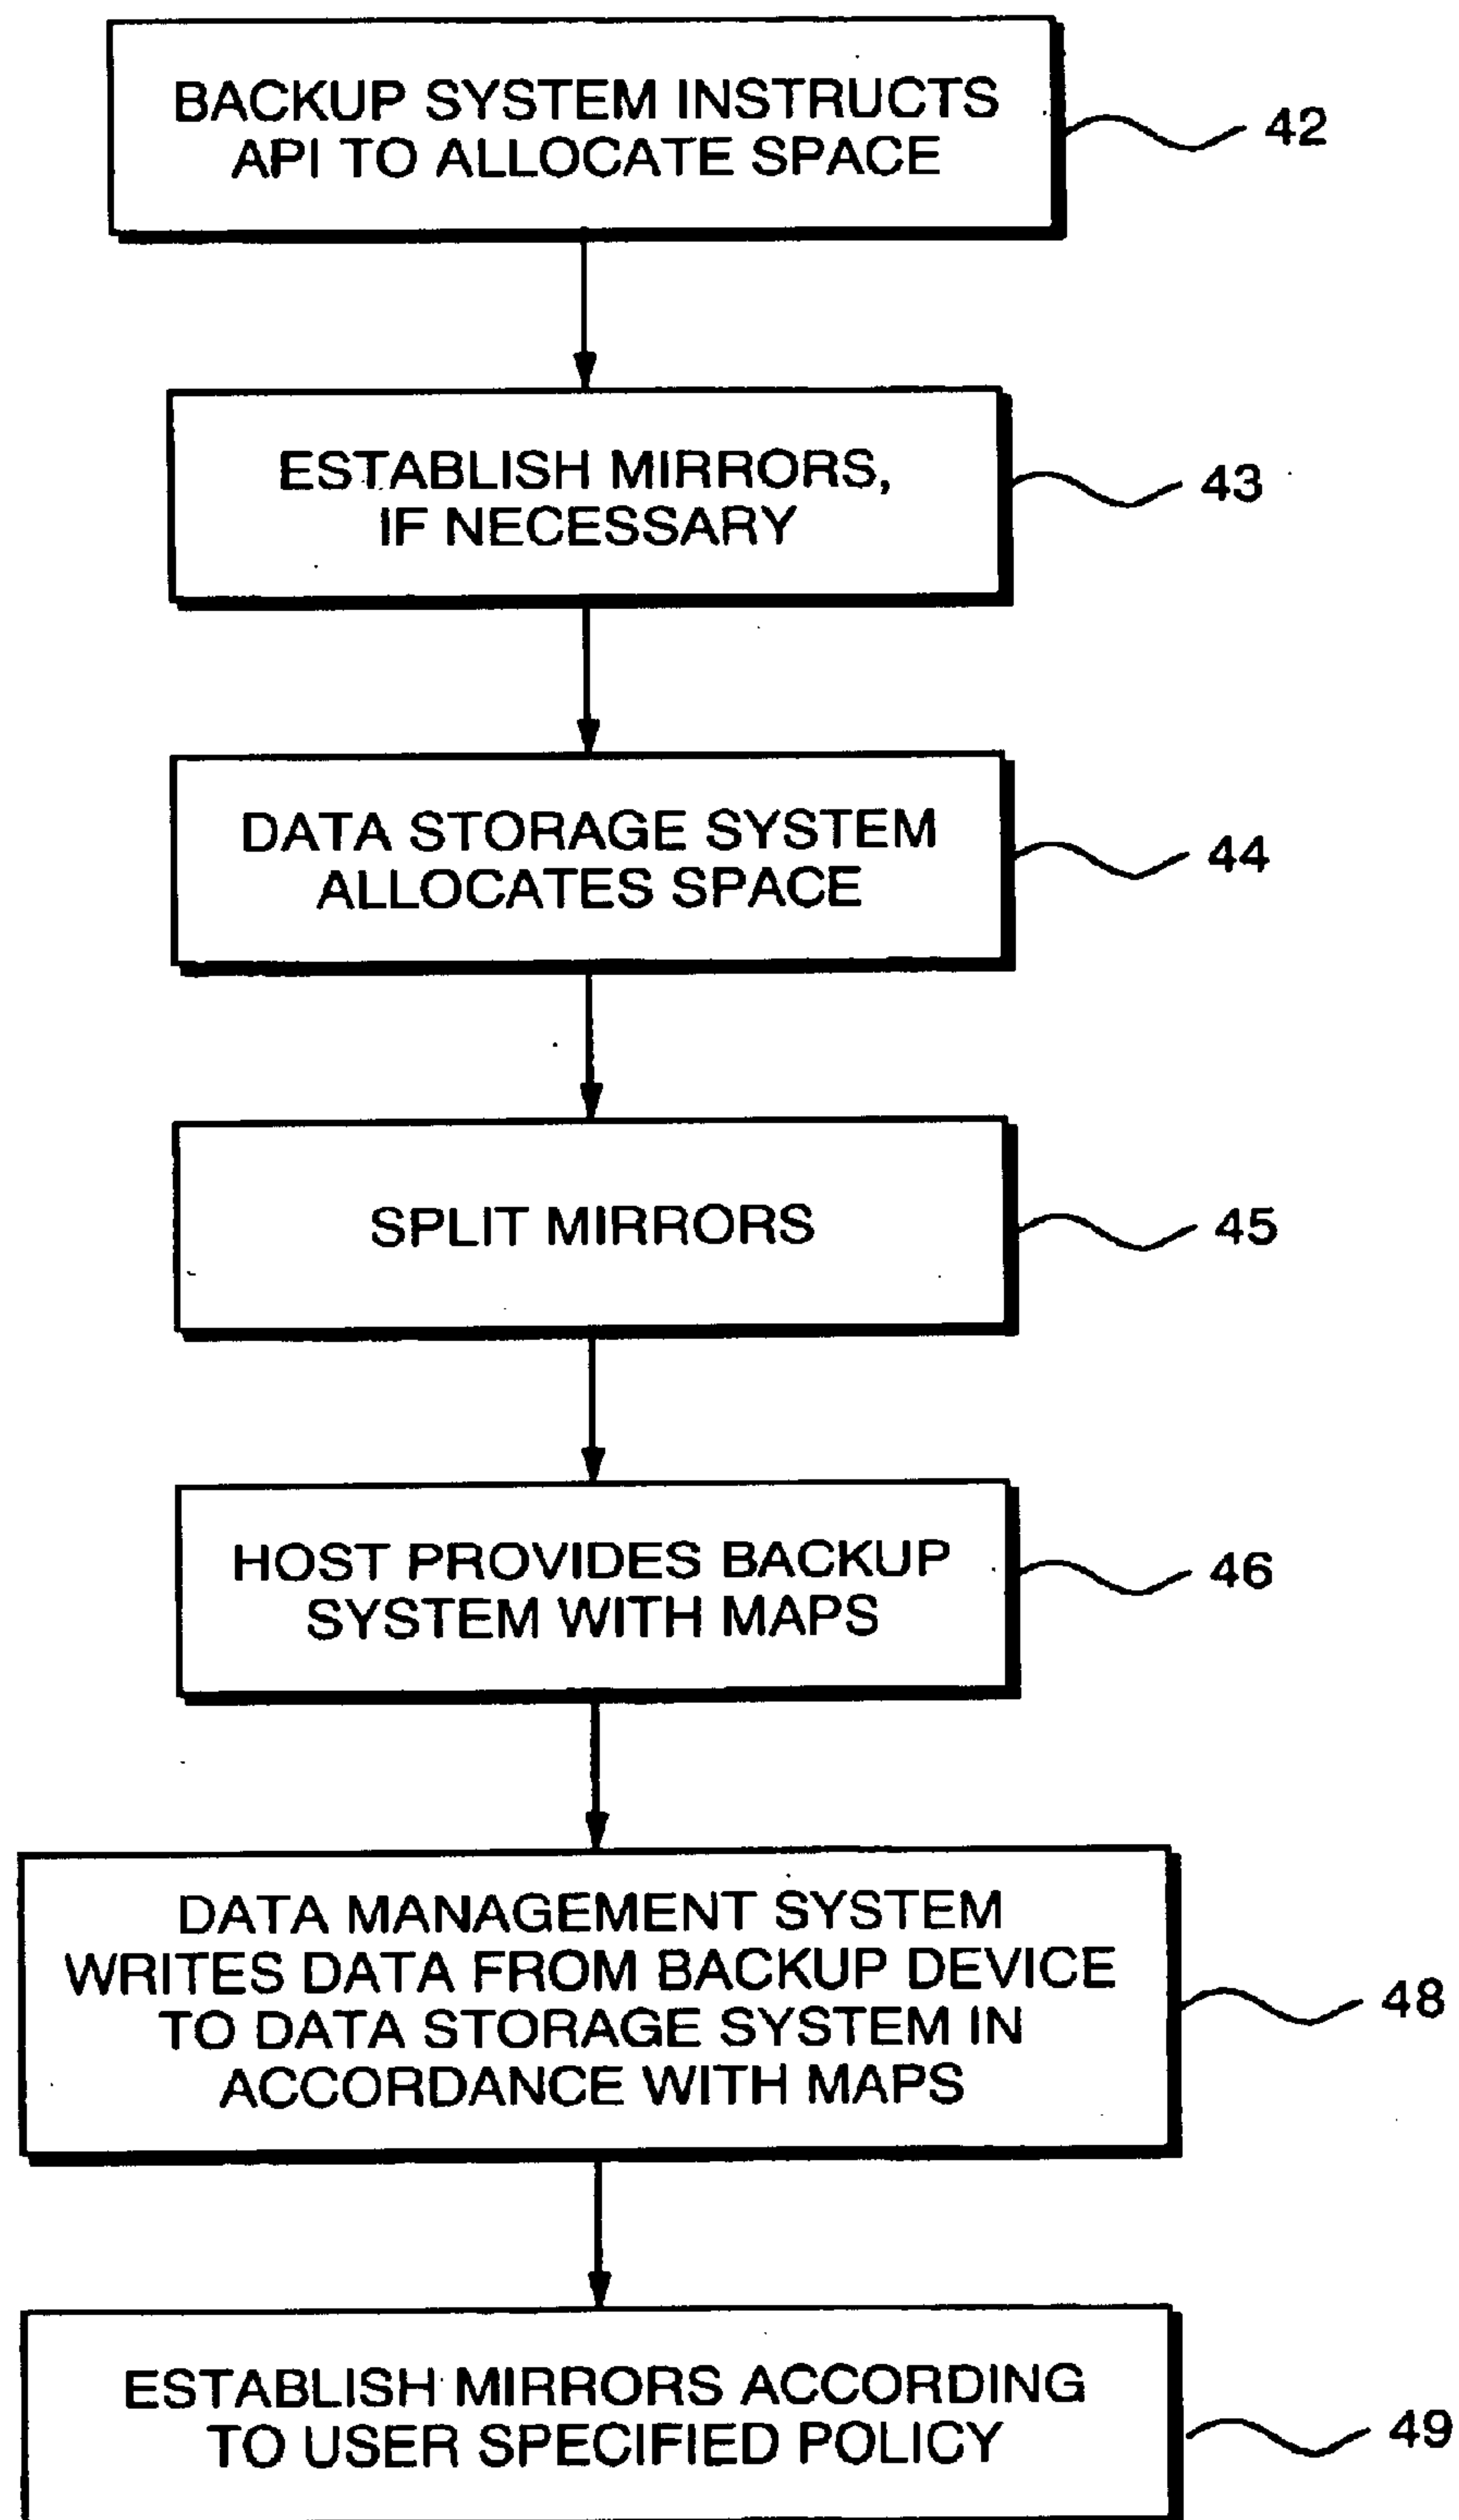 BACKUP SYSTEM INSTRUCTS
API TO ALLOCATE SPACE
42
ESTABLISH MIRRORS,
IF NECESSARY
43
DATA STORAGE SYSTEM
ALLOCATES SPACE
44
SPLIT MIRRORS
45
HOST PROVIDES BACKUP
SYSTEM WITH MAPS
46
DATA MANAGEMENT SYSTEM
WRITES DATA FROM BACKUP DEVICE
TO DATA STORAGE SYSTEM IN
ACCORDANCE WITH MAPS
48
ESTABLISH MIRRORS ACCORDING
TO USER SPECIFIED POLICY
49